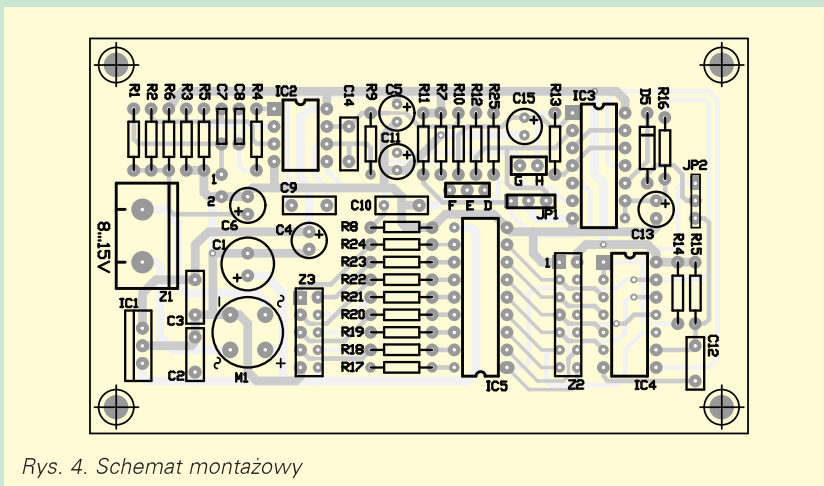 R1 R2 R6 R3 R5 C7 C8 R4 IC2 C14 R9 C5 R11 R7 R10 R12 R25 C15 R13 IC3 D5 R16
C11
1
2
G H
JP2
C6 C9 C10 F E D JP1 C13
8...15V
Z1
C1 C4
R8
R24
R23
R22
R21
R20
R19
R18
R17
Z3
IC1
C3
C2
M1
~
~
+
IC5
1
Z2
IC4
R14 R15
C12
Rys. 4. Schemat montażowy